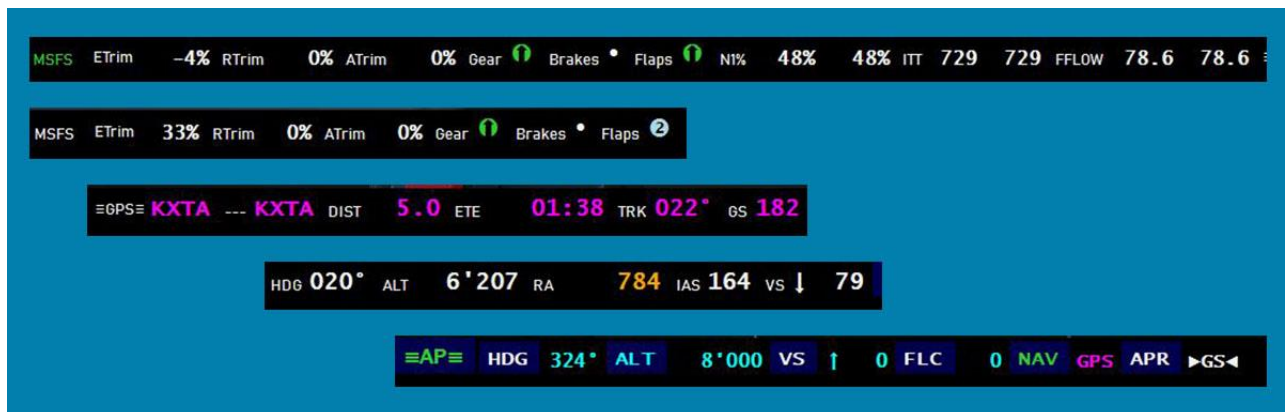 MSFS ETrim -4% RTrim 0% ATrim 0% Gear Brakes Flaps N1% 48% 48% ITT 729 729 FFLOW 78.6 78.6
MSFS ETrim 33% RTrim 0% ATrim 0% Gear Brakes Flaps 2
≡GPS≡ KXTA --- KXTA DIST 5.0 ETE 01:38 TRK 022° GS 182
HDG 020° ALT 6'207 RA 784 IAS 164 VS ↓ 79
≡AP≡ HDG 324° ALT 8'000 VS ↑ 0 FLC 0 NAV GPS APR ►GS◄